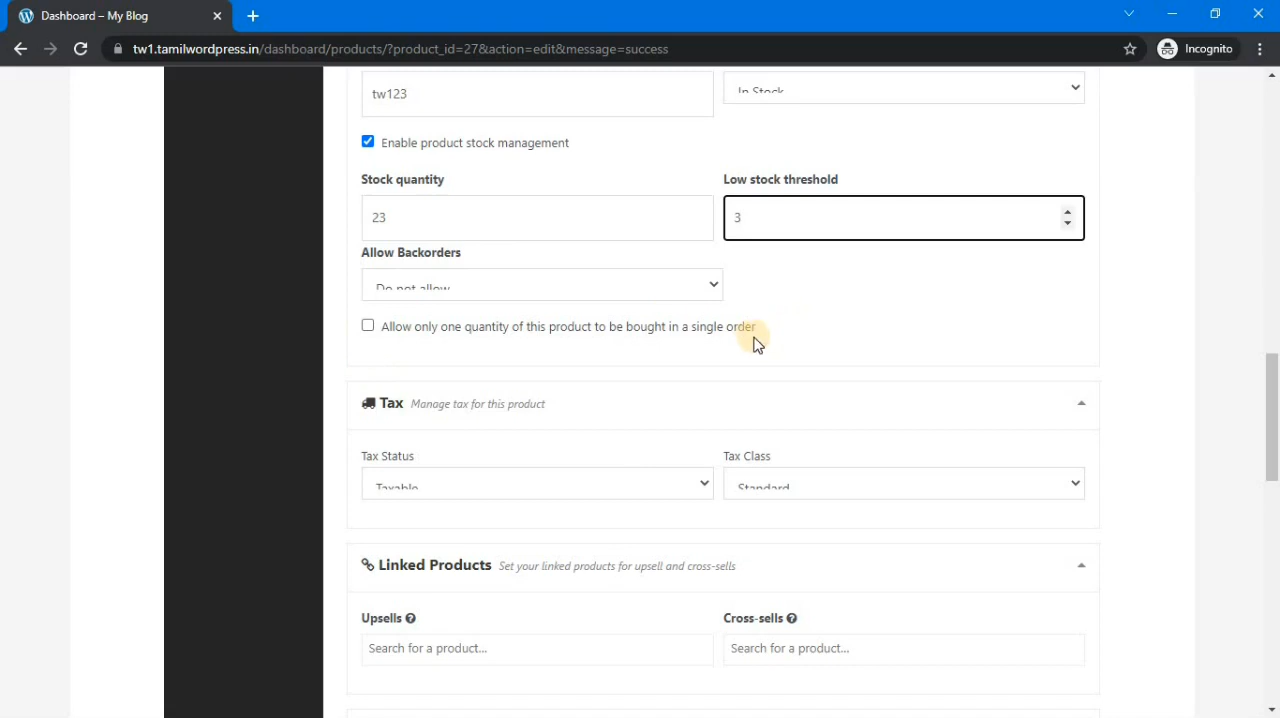 Dashboard – My Blog
tw1.tamilwordpress.in/dashboard/products/?product_id=27&action=edit&message=success
Incognito
tw123
In Stock
Enable product stock management
Stock quantity
Low stock threshold
23
3
Allow Backorders
Do not allow
Allow only one quantity of this product to be bought in a single order
Tax Manage tax for this product
Tax Status
Tax Class
Taxable
Standard
Linked Products Set your linked products for upsell and cross-sells
Upsells
Cross-sells
Search for a product...
Search for a product...